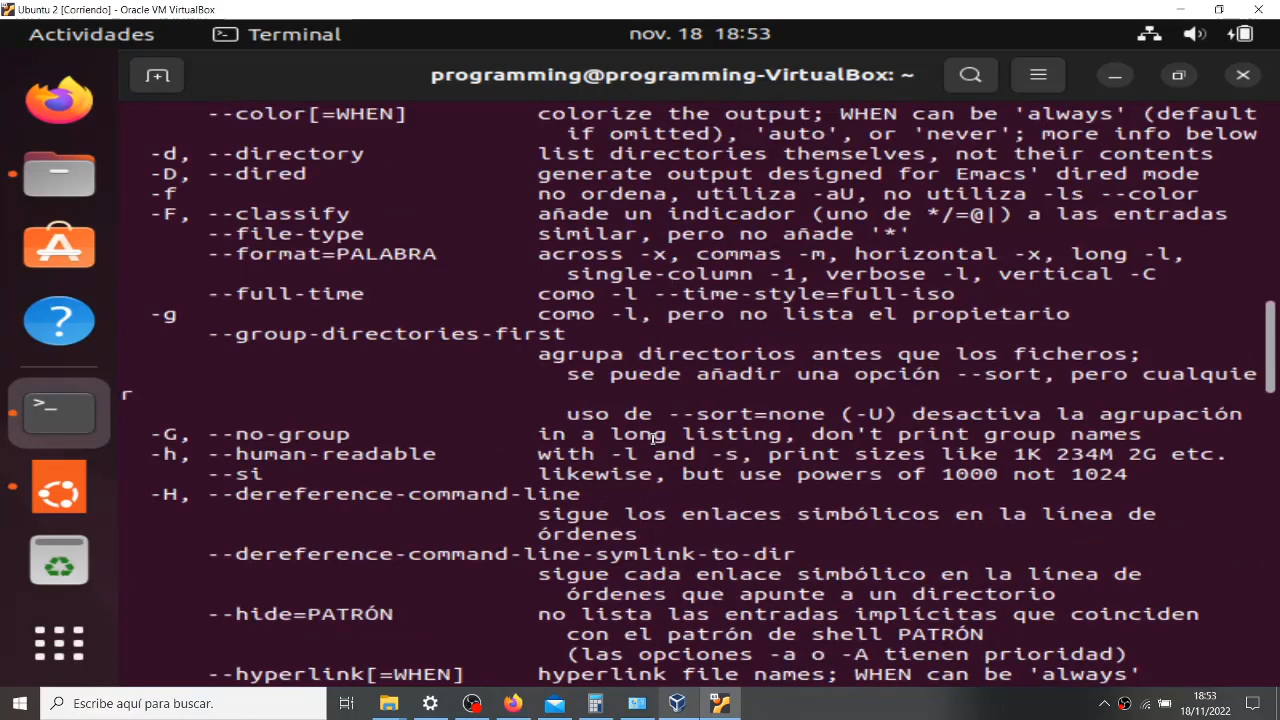 Ubuntu 2 [Corriendo] - Oracle VM VirtualBox
Actividades Terminal nov. 18 18:53
programming@programming-VirtualBox: ~
--color[=WHEN] colorize the output; WHEN can be 'always' (default
if omitted), 'auto', or 'never'; more info below
-d, --directory list directories themselves, not their contents
-D, --dired generate output designed for Emacs' dired mode
-f no ordena, utiliza -aU, no utiliza -ls --color
-F, --classify añade un indicador (uno de */=@|) a las entradas
--file-type similar, pero no añade '*'
--format=PALABRA across -x, commas -m, horizontal -x, long -l,
single-column -1, verbose -l, vertical -C
--full-time como -l --time-style=full-iso
-g como -l, pero no lista el propietario
--group-directories-first
agrupa directorios antes que los ficheros;
se puede añadir una opción --sort, pero cualquie
r
uso de --sort=none (-U) desactiva la agrupación
-G, --no-group in a long listing, don't print group names
-h, --human-readable with -l and -s, print sizes like 1K 234M 2G etc.
--si likewise, but use powers of 1000 not 1024
-H, --dereference-command-line
sigue los enlaces simbólicos en la línea de
órdenes
--dereference-command-line-symlink-to-dir
sigue cada enlace simbólico en la línea de
órdenes que apunte a un directorio
--hide=PATRÓN no lista las entradas implícitas que coinciden
con el patrón de shell PATRÓN
(las opciones -a o -A tienen prioridad)
--hyperlink[=WHEN] hyperlink file names; WHEN can be 'always'
Escribe aquí para buscar.
18:53
18/11/2022